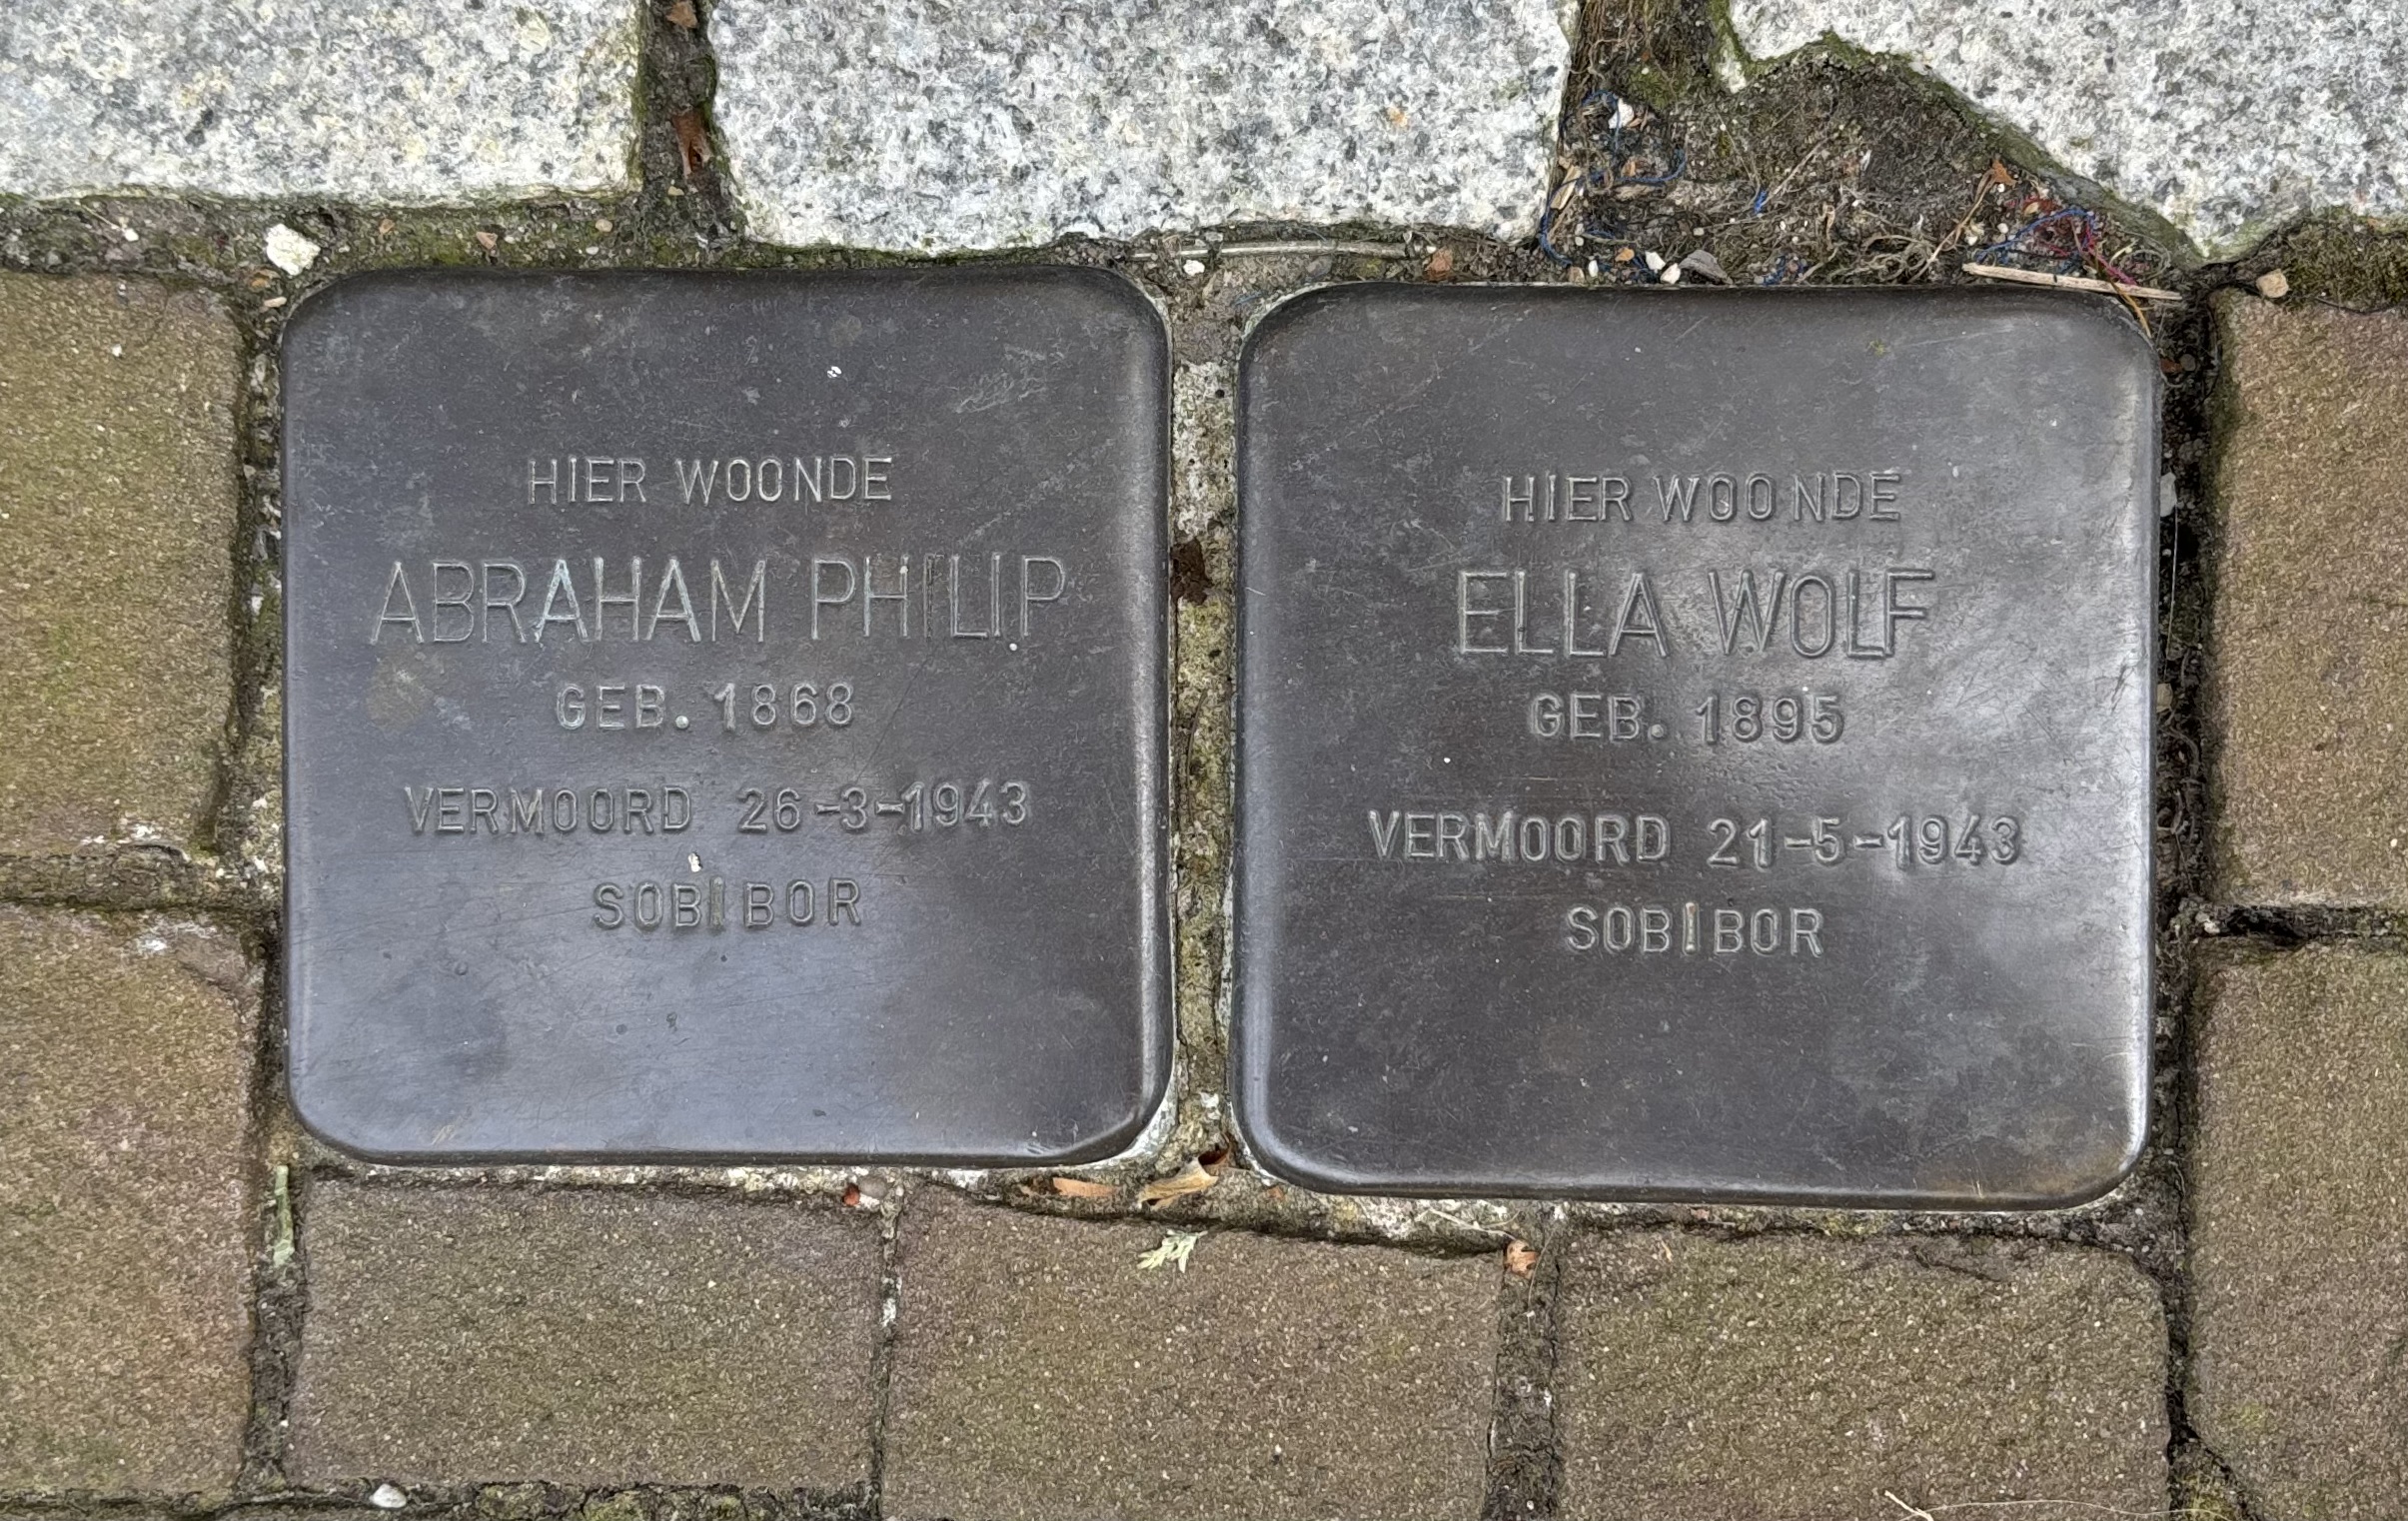 HIER WOONDE
ABRAHAM PHILIP
GEB. 1868
VERMOORD 26-3-1943
SOBIBOR
HIER WOONDE
ELLA WOLF
GEB. 1895
VERMOORD 21-5-1943
SOBIBOR